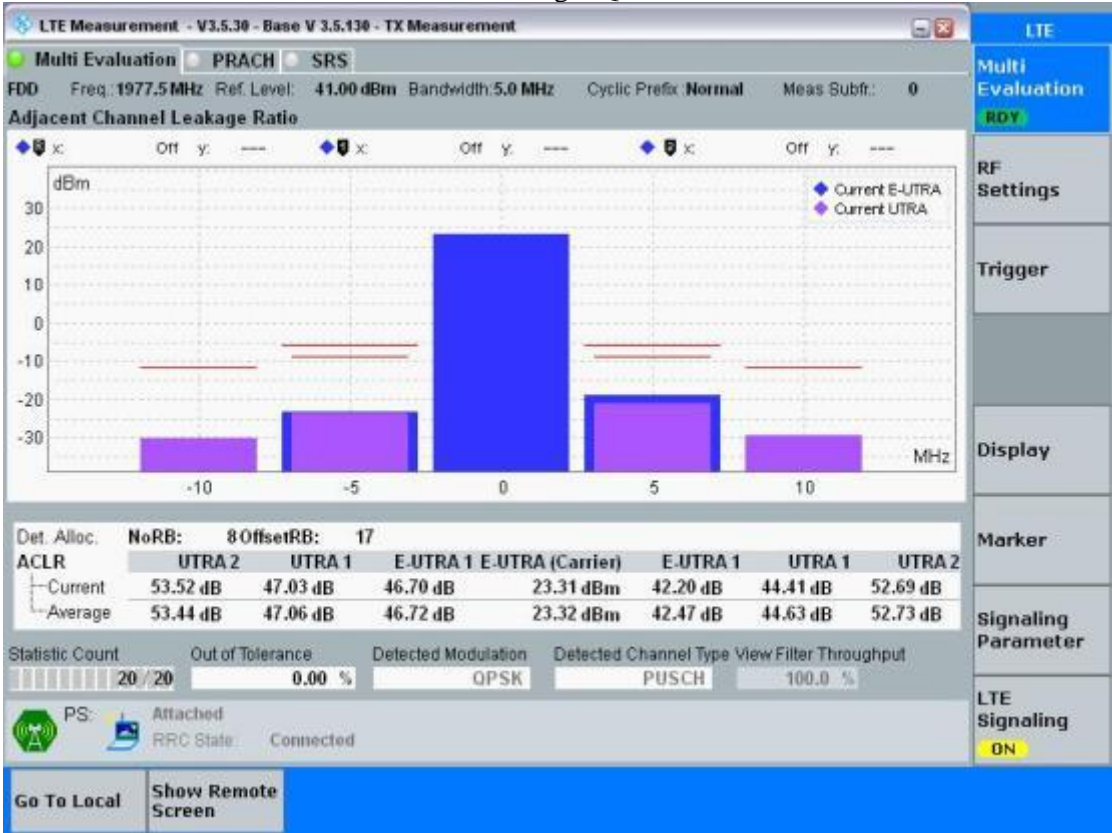 LTE Measurement - V3.5.30 - Base V 3.5.130 - TX Measurement
LTE
Multi Evaluation PRACH SRS
Multi
Evaluation
RDY
FDD Freq.: 1977.5 MHz Ref. Level: 41.00 dBm Bandwidth: 5.0 MHz Cyclic Prefix: Normal Meas Subfr.: 0
Adjacent Channel Leakage Ratio
x: Off y: --- x: Off y: --- x: Off y: ---
dBm
Current E-UTRA
Current UTRA
RF
Settings
30
20
10
0
-10
-20
-30
MHz
-10 -5 0 5 10
Trigger
Display
Det. Alloc. NoRB: 8 OffsetRB: 17
ACLR UTRA 2 UTRA 1 E-UTRA 1 E-UTRA (Carrier) E-UTRA 1 UTRA 1 UTRA 2
Current 53.52 dB 47.03 dB 46.70 dB 23.31 dBm 42.20 dB 44.41 dB 52.69 dB
Average 53.44 dB 47.06 dB 46.72 dB 23.32 dBm 42.47 dB 44.63 dB 52.73 dB
Marker
Signaling
Parameter
Statistic Count Out of Tolerance Detected Modulation Detected Channel Type View Filter Throughput
20 / 20 0.00 % QPSK PUSCH 100.0 %
PS: Attached
RRC State: Connected
LTE
Signaling
ON
Go To Local
Show Remote
Screen